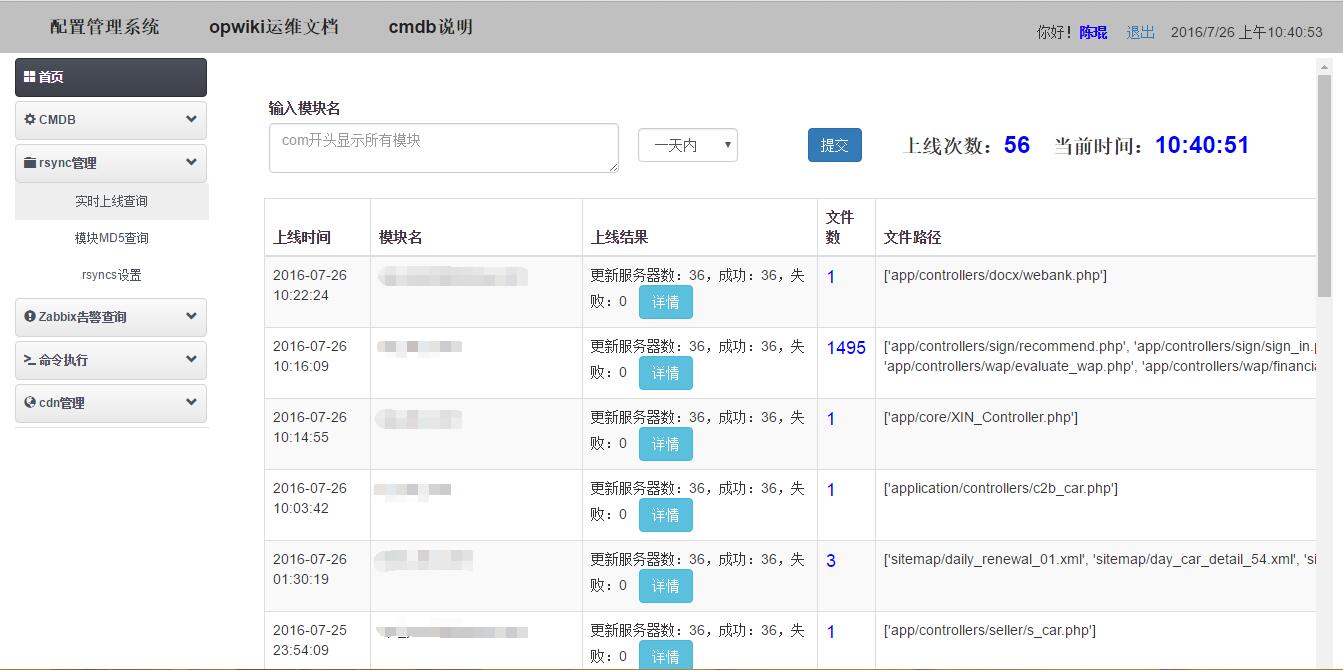 配置管理系统 opwiki运维文档 cmdb说明
你好！陈琨 退出 2016/7/26 上午10:40:53
首页
CMDB
rsync管理
实时上线查询
模块MD5查询
rsyncs设置
Zabbix告警查询
命令执行
cdn管理
输入模块名
com开头显示所有模块
一天内
提交
上线次数：56 当前时间：10:40:51
上线时间 模块名 上线结果 文件数 文件路径
2016-07-26 10:22:24 更新服务器数：36，成功：36，失败：0 详情 1 ['app/controllers/docx/webank.php']
2016-07-26 10:16:09 更新服务器数：36，成功：36，失败：0 详情 1495 ['app/controllers/sign/recommend.php', 'app/controllers/sign/sign_in.
'app/controllers/wap/evaluate_wap.php', 'app/controllers/wap/financi
2016-07-26 10:14:55 更新服务器数：36，成功：36，失败：0 详情 1 ['app/core/XIN_Controller.php']
2016-07-26 10:03:42 更新服务器数：36，成功：36，失败：0 详情 1 ['application/controllers/c2b_car.php']
2016-07-26 01:30:19 更新服务器数：36，成功：36，失败：0 详情 3 ['sitemap/daily_renewal_01.xml', 'sitemap/day_car_detail_54.xml', 'si
2016-07-25 23:54:09 更新服务器数：36，成功：36，失败：0 详情 1 ['app/controllers/seller/s_car.php']